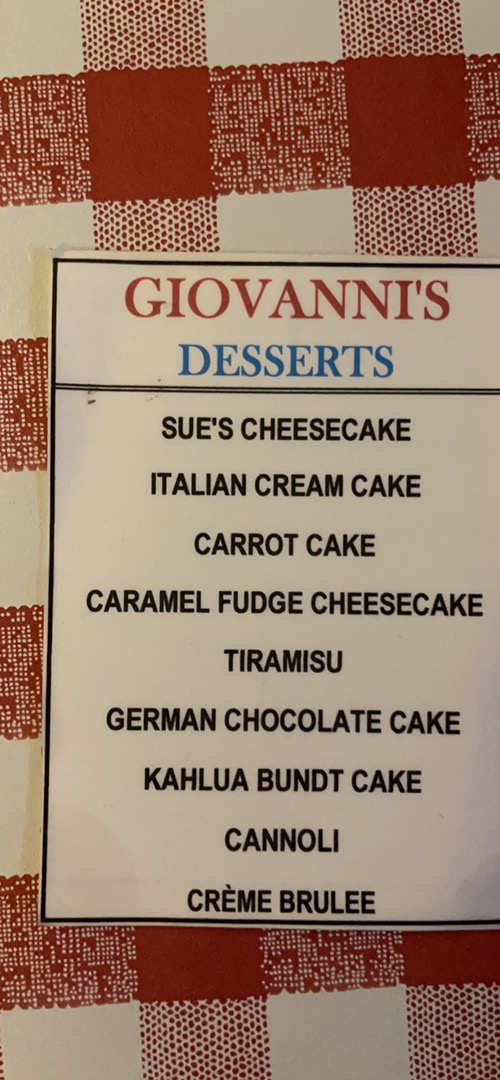 GIOVANNI'S
DESSERTS
SUE'S CHEESECAKE
ITALIAN CREAM CAKE
CARROT CAKE
CARAMEL FUDGE CHEESECAKE
TIRAMISU
GERMAN CHOCOLATE CAKE
KAHLUA BUNDT CAKE
CANNOLI
CRÈME BRULEE